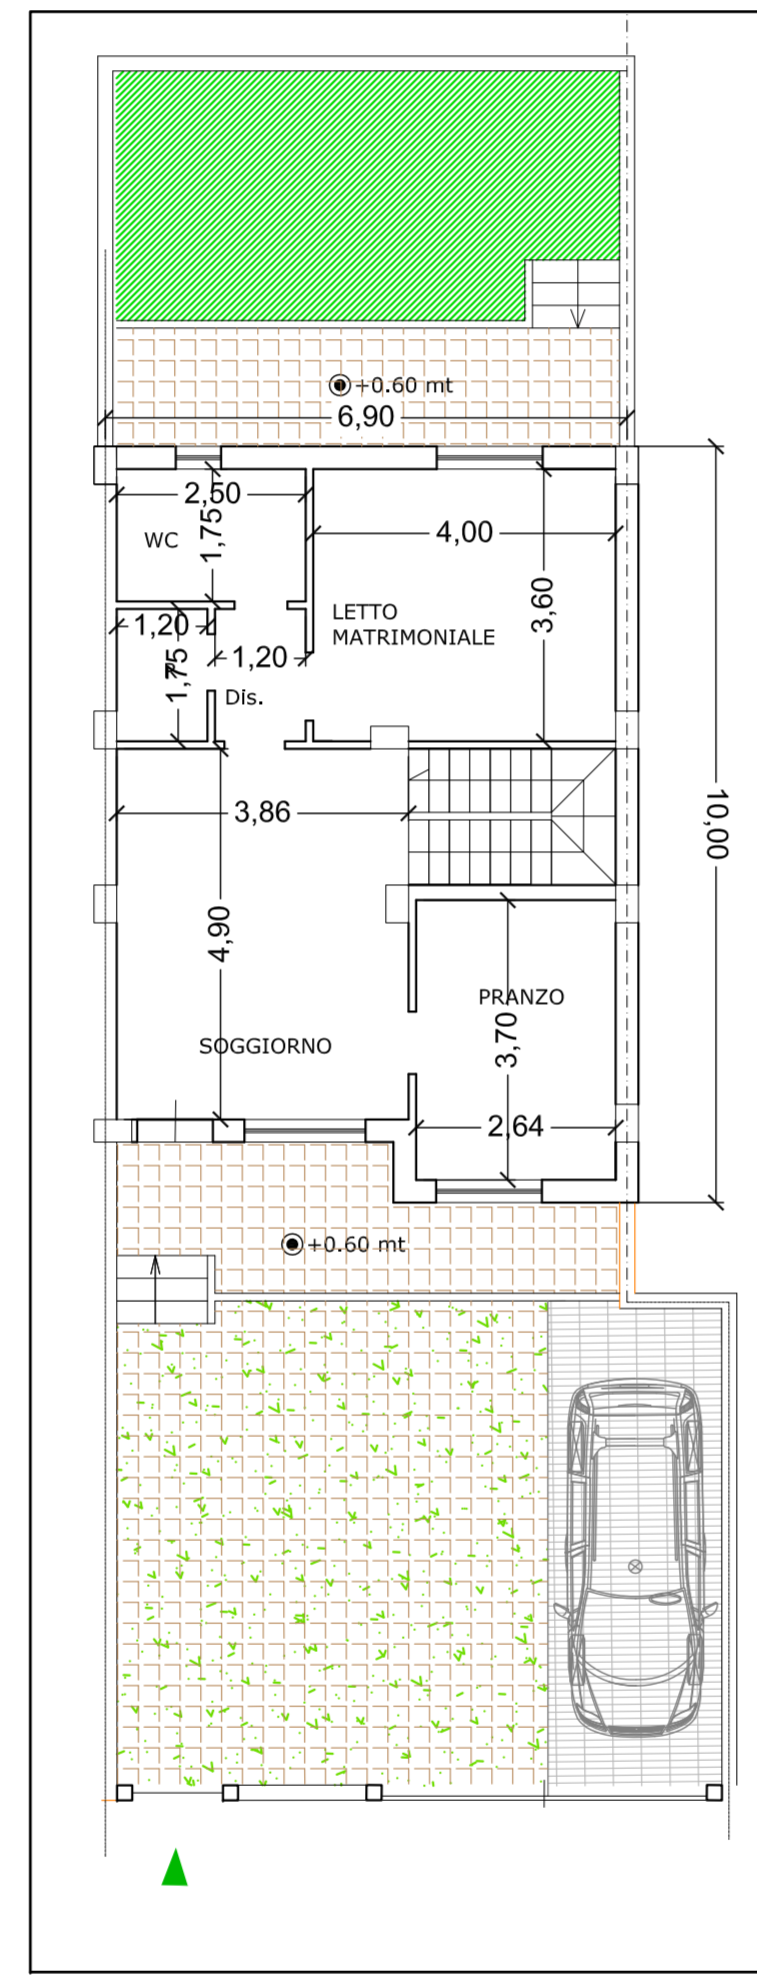 +0.60 mt
6,90
2,50
1,75
WC
4,00
3,60
LETTO
MATRIMONIALE
1,20
1,75
1,20
Dis.
3,86
10,00
4,90
PRANZO
3,70
SOGGIORNO
2,64
+0.60 mt